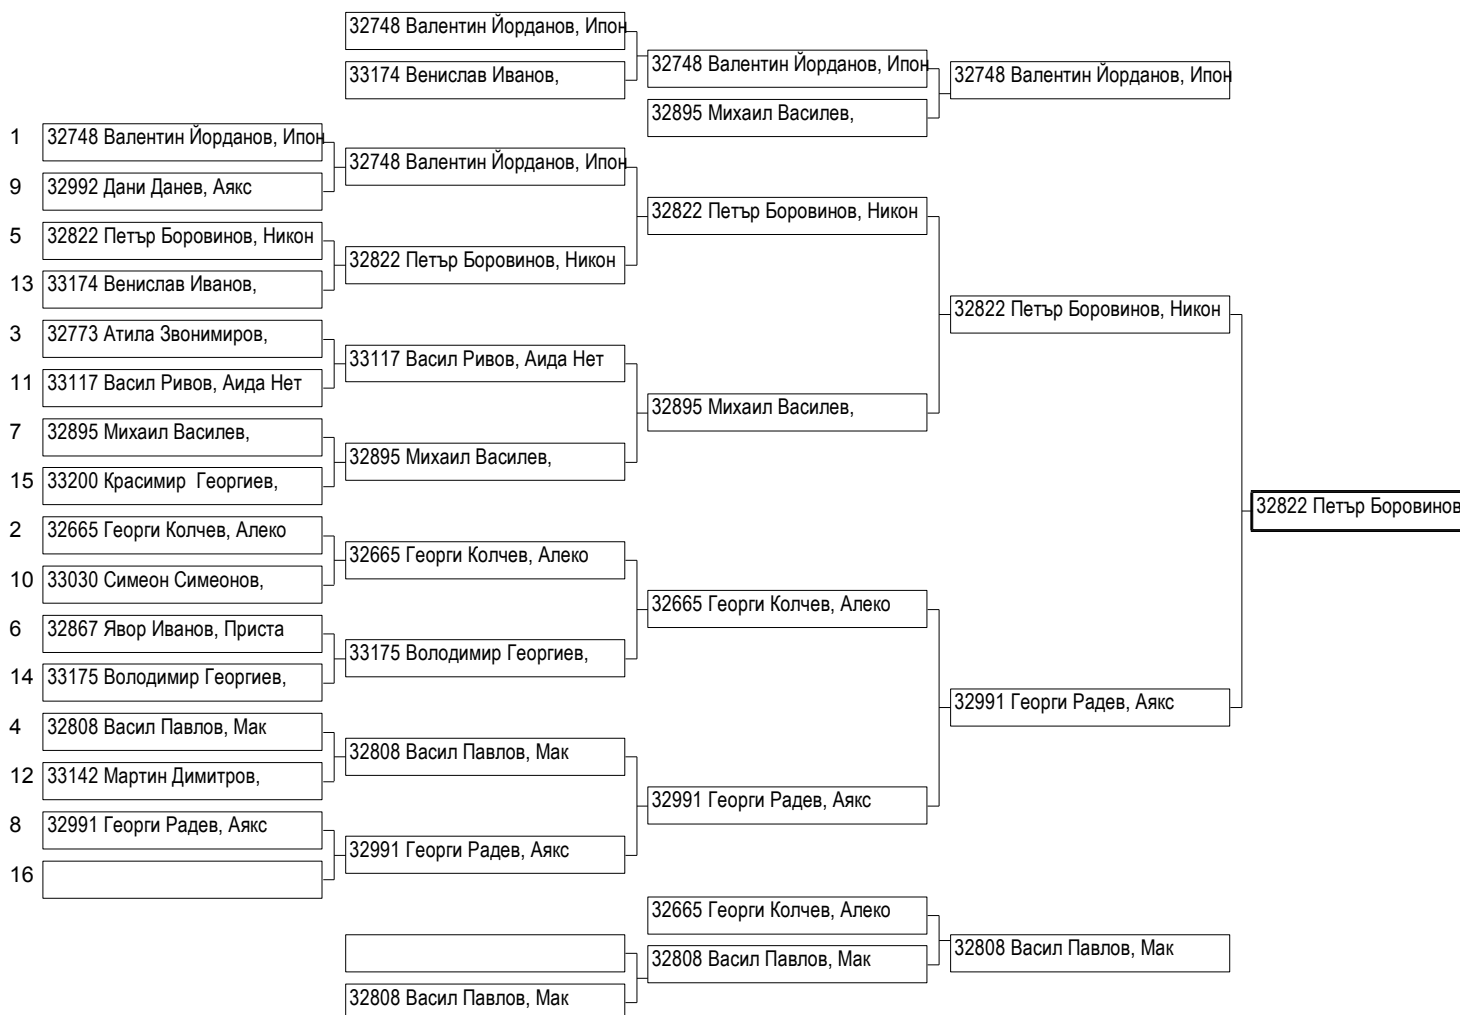 32748 Валентин Йорданов, Ипон
33174 Венислав Иванов,
32748 Валентин Йорданов, Ипон
32895 Михаил Василев,
32748 Валентин Йорданов, Ипон
1 32748 Валентин Йорданов, Ипон
9 32992 Дани Данев, Аякс
5 32822 Петър Боровинов, Никон
13 33174 Венислав Иванов,
3 32773 Атила Звонимиров,
11 33117 Васил Ривов, Аида Нет
7 32895 Михаил Василев,
15 33200 Красимир  Георгиев,
2 32665 Георги Колчев, Алеко
10 33030 Симеон Симеонов,
6 32867 Явор Иванов, Приста
14 33175 Володимир Георгиев,
4 32808 Васил Павлов, Мак
12 33142 Мартин Димитров,
8 32991 Георги Радев, Аякс
16
32748 Валентин Йорданов, Ипон
32822 Петър Боровинов, Никон
33117 Васил Ривов, Аида Нет
32895 Михаил Василев,
32665 Георги Колчев, Алеко
33175 Володимир Георгиев,
32808 Васил Павлов, Мак
32991 Георги Радев, Аякс
32822 Петър Боровинов, Никон
32895 Михаил Василев,
32665 Георги Колчев, Алеко
32991 Георги Радев, Аякс
32822 Петър Боровинов, Никон
32991 Георги Радев, Аякс
32822 Петър Боровинов
32808 Васил Павлов, Мак
32665 Георги Колчев, Алеко
32808 Васил Павлов, Мак
32808 Васил Павлов, Мак